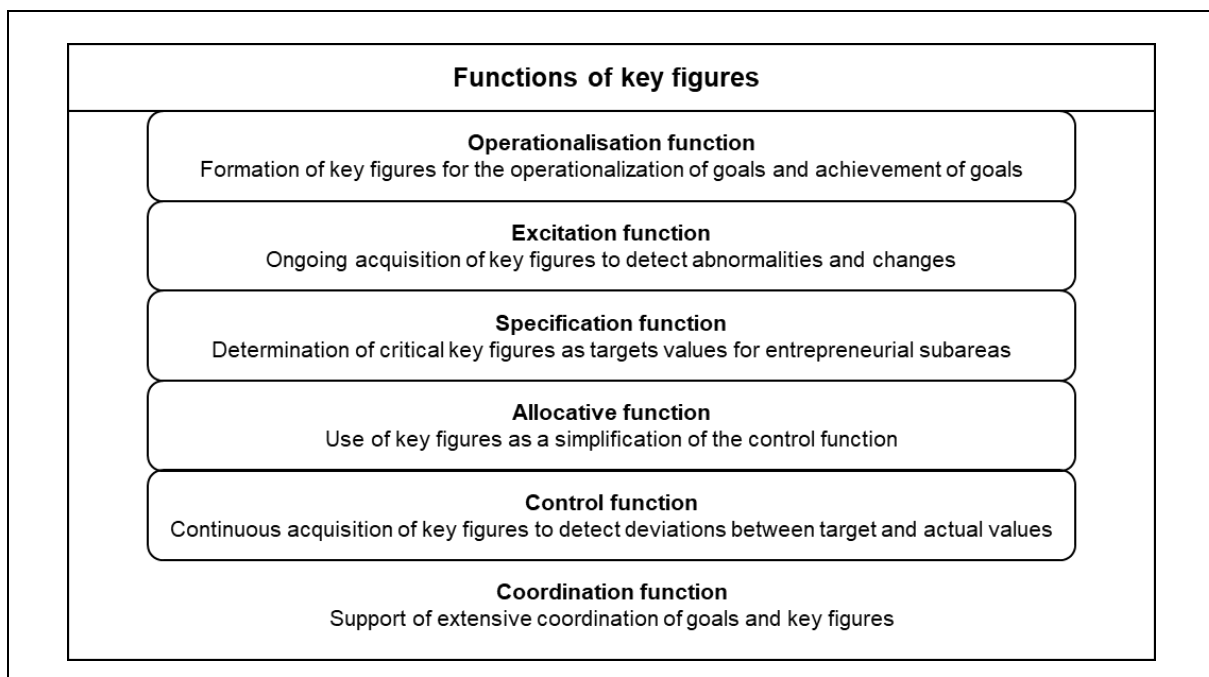 Functions of key figures
Operationalisation function
Formation of key figures for the operationalization of goals and achievement of goals
Excitation function
Ongoing acquisition of key figures to detect abnormalities and changes
Specification function
Determination of critical key figures as targets values for entrepreneurial subareas
Allocative function
Use of key figures as a simplification of the control function
Control function
Continuous acquisition of key figures to detect deviations between target and actual values
Coordination function
Support of extensive coordination of goals and key figures